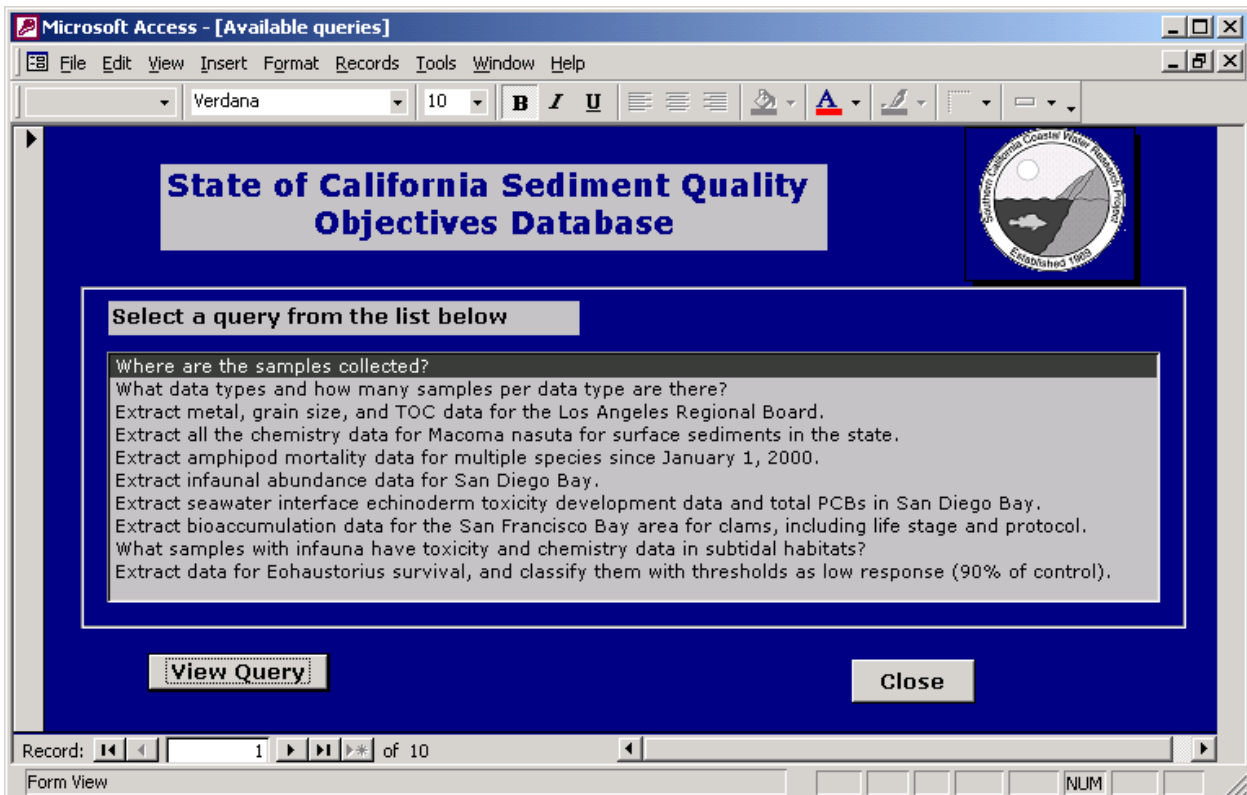 Microsoft Access - [Available queries]
File Edit View Insert Format Records Tools Window Help
Verdana 10 B I U A
Southern California Coastal Water Research Project
Established 1969
State of California Sediment Quality
Objectives Database
Select a query from the list below
Where are the samples collected?
What data types and how many samples per data type are there?
Extract metal, grain size, and TOC data for the Los Angeles Regional Board.
Extract all the chemistry data for Macoma nasuta for surface sediments in the state.
Extract amphipod mortality data for multiple species since January 1, 2000.
Extract infaunal abundance data for San Diego Bay.
Extract seawater interface echinoderm toxicity development data and total PCBs in San Diego Bay.
Extract bioaccumulation data for the San Francisco Bay area for clams, including life stage and protocol.
What samples with infauna have toxicity and chemistry data in subtidal habitats?
Extract data for Eohaustorius survival, and classify them with thresholds as low response (90% of control).
View Query
Close
Record: 1 of 10
Form View NUM